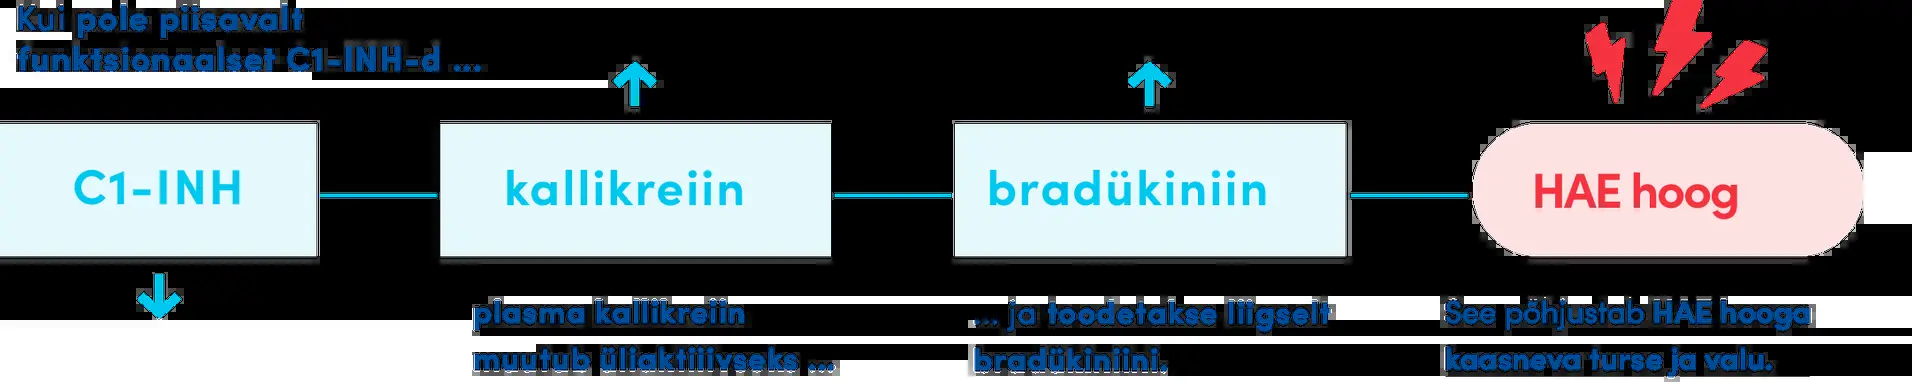 Kui pole piisavalt
funktsionaalset C1-INH-d ...
C1-INH
kallikreiin
bradükiniin
HAE hoog
plasma kallikreiin
muutub üliaktiiivseks ...
... ja toodetakse liigselt
bradükiniini.
See põhjustab HAE hooga
kaasneva turse ja valu.